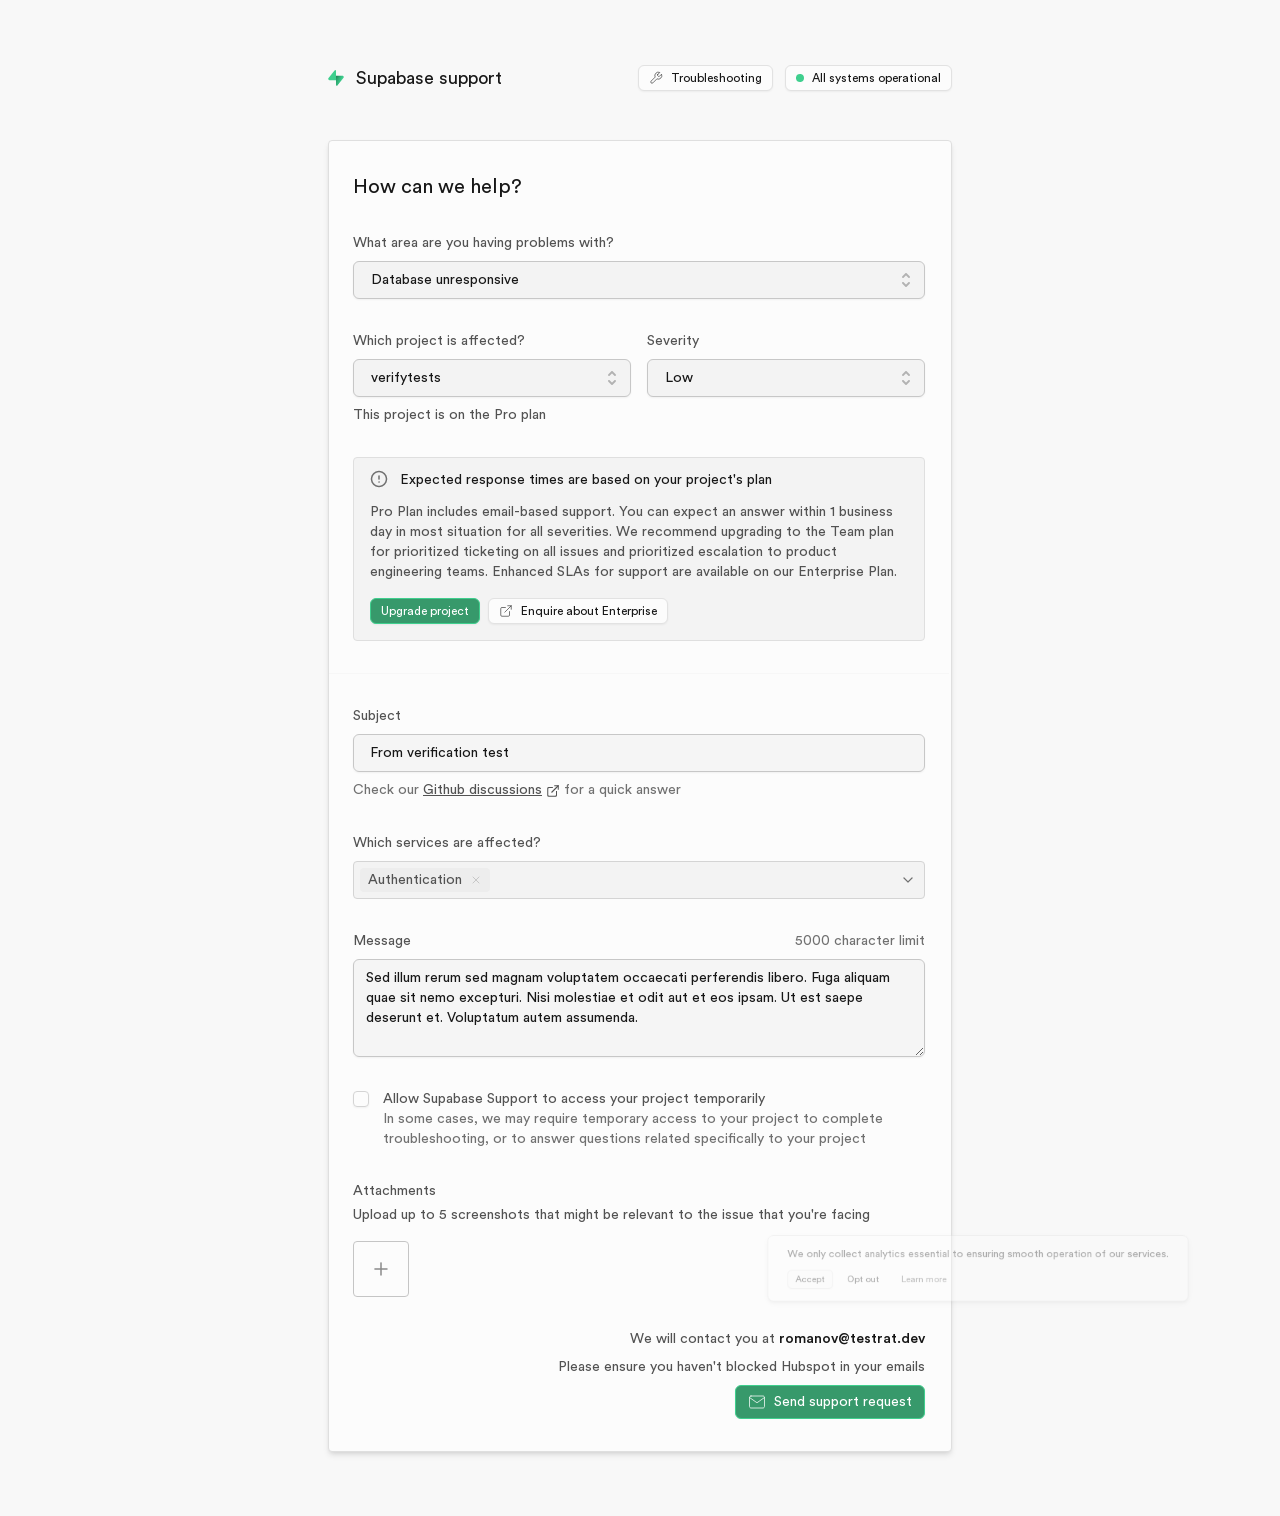 Supabase support
Troubleshooting
All systems operational
How can we help?
What area are you having problems with?
Database unresponsive
Which project is affected?
Severity
verifytests
Low
This project is on the Pro plan
Expected response times are based on your project's plan
Pro Plan includes email-based support. You can expect an answer within 1 business
day in most situation for all severities. We recommend upgrading to the Team plan
for prioritized ticketing on all issues and prioritized escalation to product
engineering teams. Enhanced SLAs for support are available on our Enterprise Plan.
Upgrade project
Enquire about Enterprise
Subject
From verification test
Check our Github discussions for a quick answer
Which services are affected?
Authentication
Message
5000 character limit
Sed illum rerum sed magnam voluptatem occaecati perferendis libero. Fuga aliquam
quae sit nemo excepturi. Nisi molestiae et odit aut et eos ipsam. Ut est saepe
deserunt et. Voluptatum autem assumenda.
Allow Supabase Support to access your project temporarily
In some cases, we may require temporary access to your project to complete
troubleshooting, or to answer questions related specifically to your project
Attachments
Upload up to 5 screenshots that might be relevant to the issue that you're facing
We only collect analytics essential to ensuring smooth operation of our services.
Accept
Opt out
Learn more
We will contact you at romanov@testrat.dev
Please ensure you haven't blocked Hubspot in your emails
Send support request